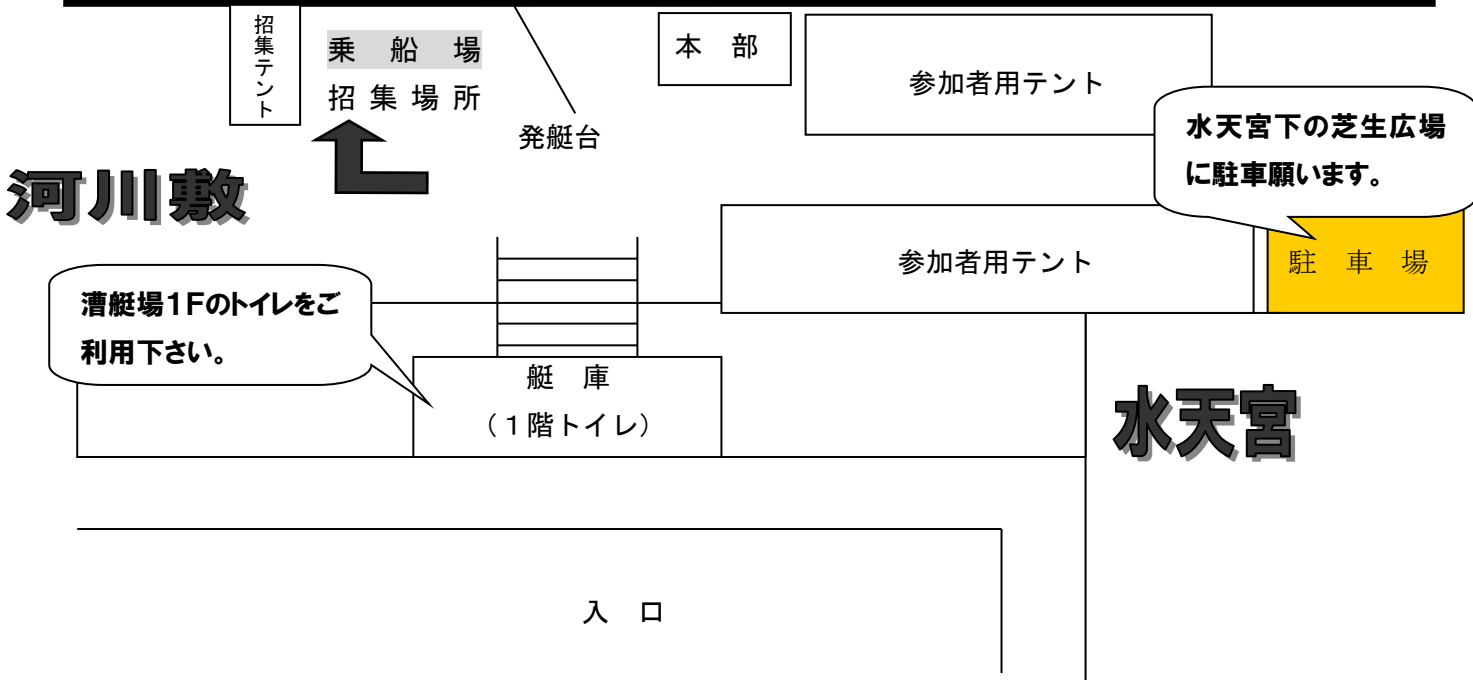 招集テント
乗 船 場
招 集 場 所
発艇台
本 部
参加者用テント
水天宮下の芝生広場
に駐車願います。
河川敷
参加者用テント
駐 車 場
漕艇場1Fのトイレをご
利用下さい。
艇 庫
(1階トイレ)
水天宮
入 口